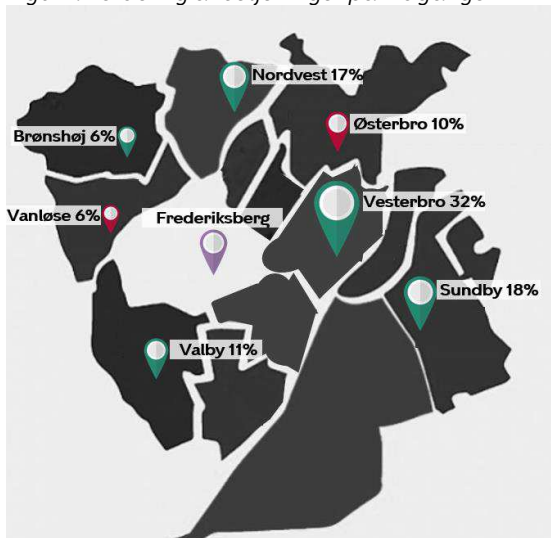 Nordvest 17%
Østerbro 10%
Brønshøj 6%
Vesterbro 32%
Vanløse 6%
Frederiksberg
Sundby 18%
Valby 11%